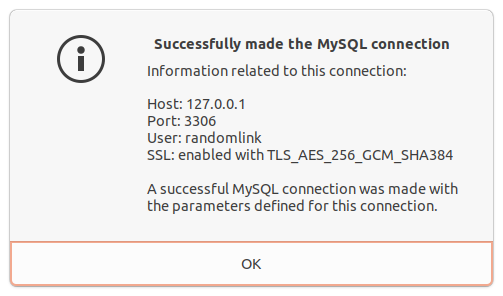 Successfully made the MySQL connection
Information related to this connection:
Host: 127.0.0.1
Port: 3306
User: randomlink
SSL: enabled with TLS_AES_256_GCM_SHA384
A successful MySQL connection was made with
the parameters defined for this connection.
OK